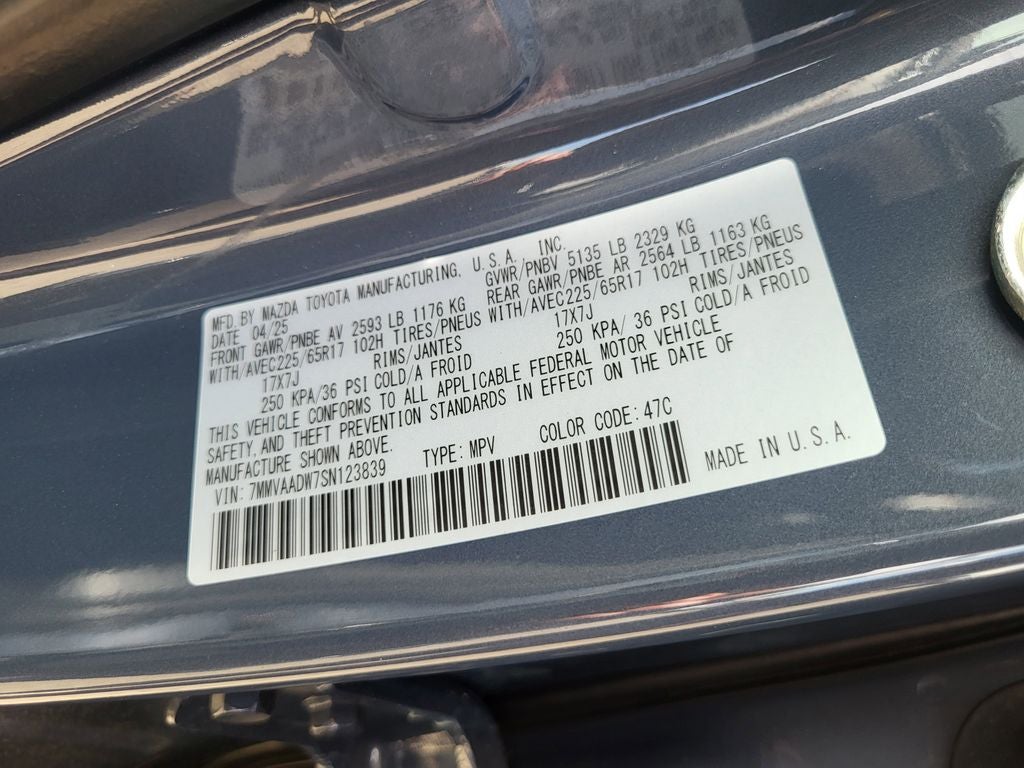 MFD.BY MAZDA TOYOTA MANUFACTURING, U.S.A. INC.
DATE 04/25 GVWR/PNBV 5135 LB 2329 KG
FRONT GAWR/PNBE AV 2593 LB 1176 KG REAR GAWR/PNBE AR 2564 LB 1163 KG
WITH/AVEC225/65R17 102H TIRES/PNEUS WITH/AVEC225/65R17 102H TIRES/PNEUS
17X7J RIMS/JANTES 17X7J RIMS/JANTES
250 KPA/36 PSI COLD/A FROID 250 KPA/ 36 PSI COLD/A FROID
THIS VEHICLE CONFORMS TO ALL APPLICABLE FEDERAL MOTOR VEHICLE
SAFETY, AND THEFT PREVENTION STANDARDS IN EFFECT ON THE DATE OF
MANUFACTURE SHOWN ABOVE.
VIN: 7MMVAADW7SN123839 TYPE: MPV COLOR CODE: 47C
MADE IN U.S.A.